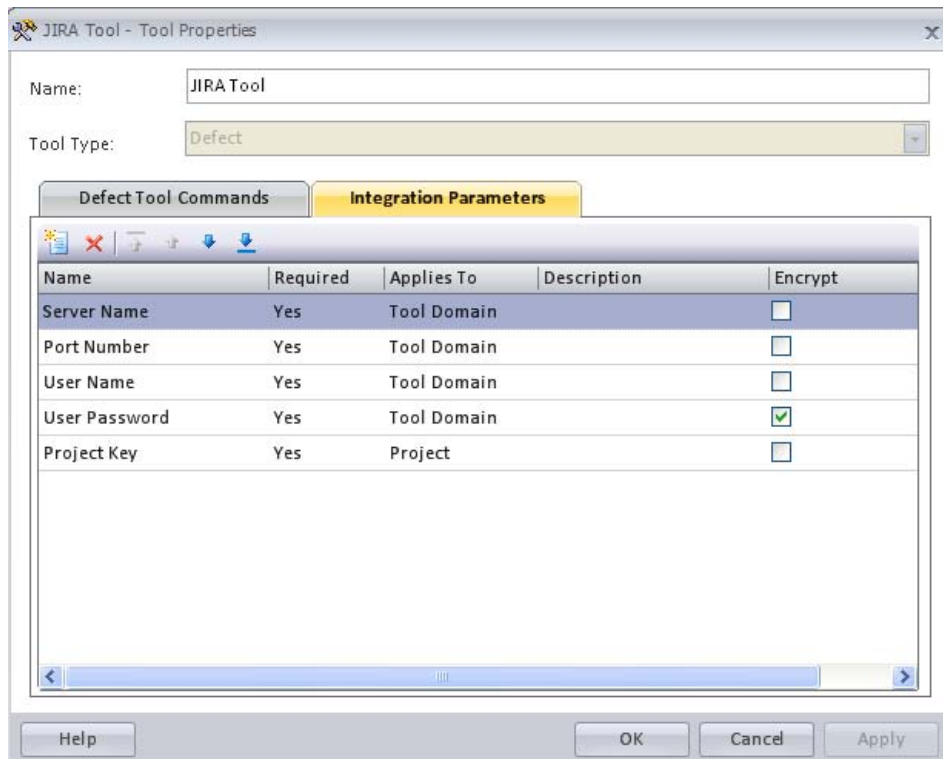 JIRA Tool - Tool Properties
Name: JIRA Tool
Tool Type: Defect
Defect Tool Commands Integration Parameters
Name Required Applies To Description Encrypt
Server Name Yes Tool Domain
Port Number Yes Tool Domain
User Name Yes Tool Domain
User Password Yes Tool Domain
Project Key Yes Project
Help OK Cancel Apply